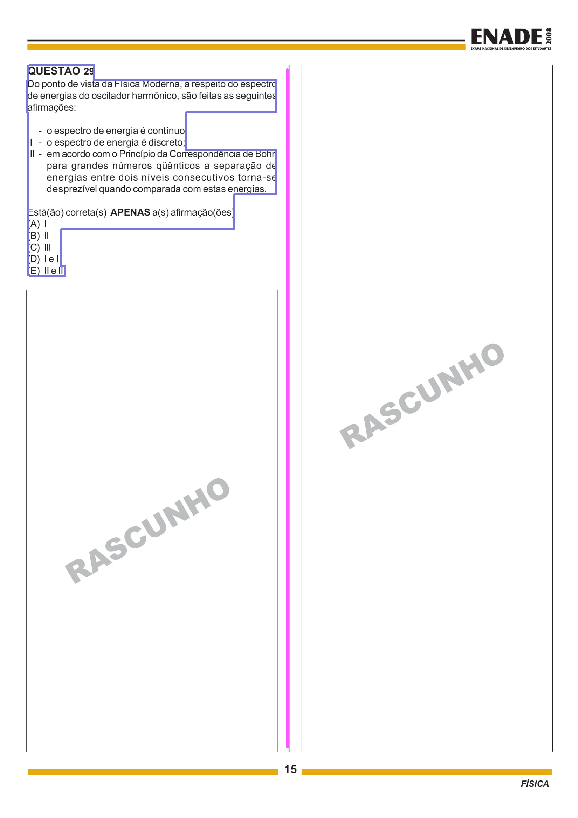 ENADE 2008
EXAME NACIONAL DE DESEMPENHO DOS ESTUDANTES
QUESTÃO 29
Do ponto de vista da Física Moderna, a respeito do espectro
de energias do oscilador harmônico, são feitas as seguintes
afirmações:
- o espectro de energia é contínuo;
II - o espectro de energia é discreto;
III - em acordo com o Princípio da Correspondência de Bohr
para grandes números qüânticos a separação de
energias entre dois níveis consecutivos torna-se
desprezível quando comparada com estas energias.
Está(ão) correta(s) APENAS a(s) afirmação(ões)
(A) I
(B) II
(C) III
(D) I e II
(E) II e III
RASCUNHO
RASCUNHO
15
FÍSICA